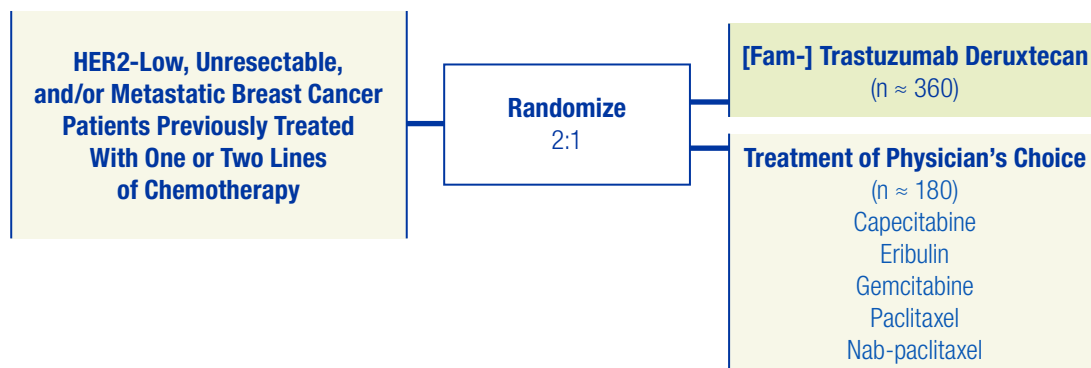 HER2-Low, Unresectable,
and/or Metastatic Breast Cancer
Patients Previously Treated
With One or Two Lines
of Chemotherapy
Randomize
2:1
[Fam-] Trastuzumab Deruxtecan
(n ≈ 360)
Treatment of Physician’s Choice
(n ≈ 180)
Capecitabine
Eribulin
Gemcitabine
Paclitaxel
Nab-paclitaxel